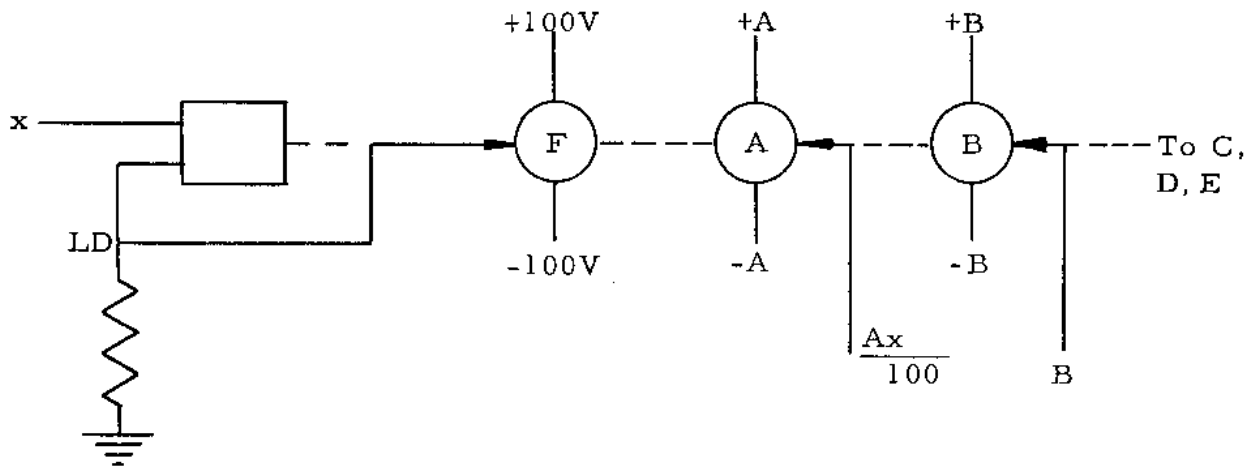 +100V
+A
+B
x
F
A
B
To C,
D, E
LD
-100V
-A
-B
Ax
100
B